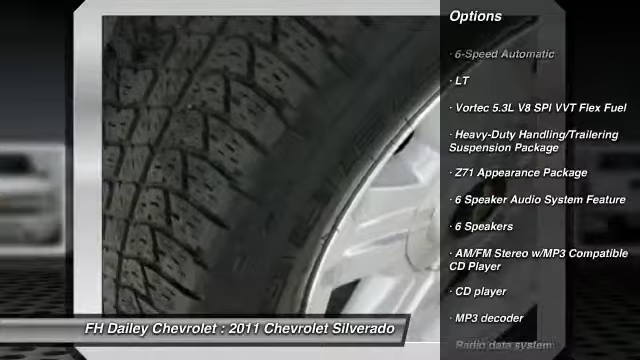 Options
· 6-Speed Automatic
· LT
· Vortec 5.3L V8 SPI VVT Flex Fuel
· Heavy-Duty Handling/Trailering
Suspension Package
· Z71 Appearance Package
· 6 Speaker Audio System Feature
· 6 Speakers
· AM/FM Stereo w/MP3 Compatible
CD Player
· CD player
· MP3 decoder
Radio data system
FH Dailey Chevrolet : 2011 Chevrolet Silverado